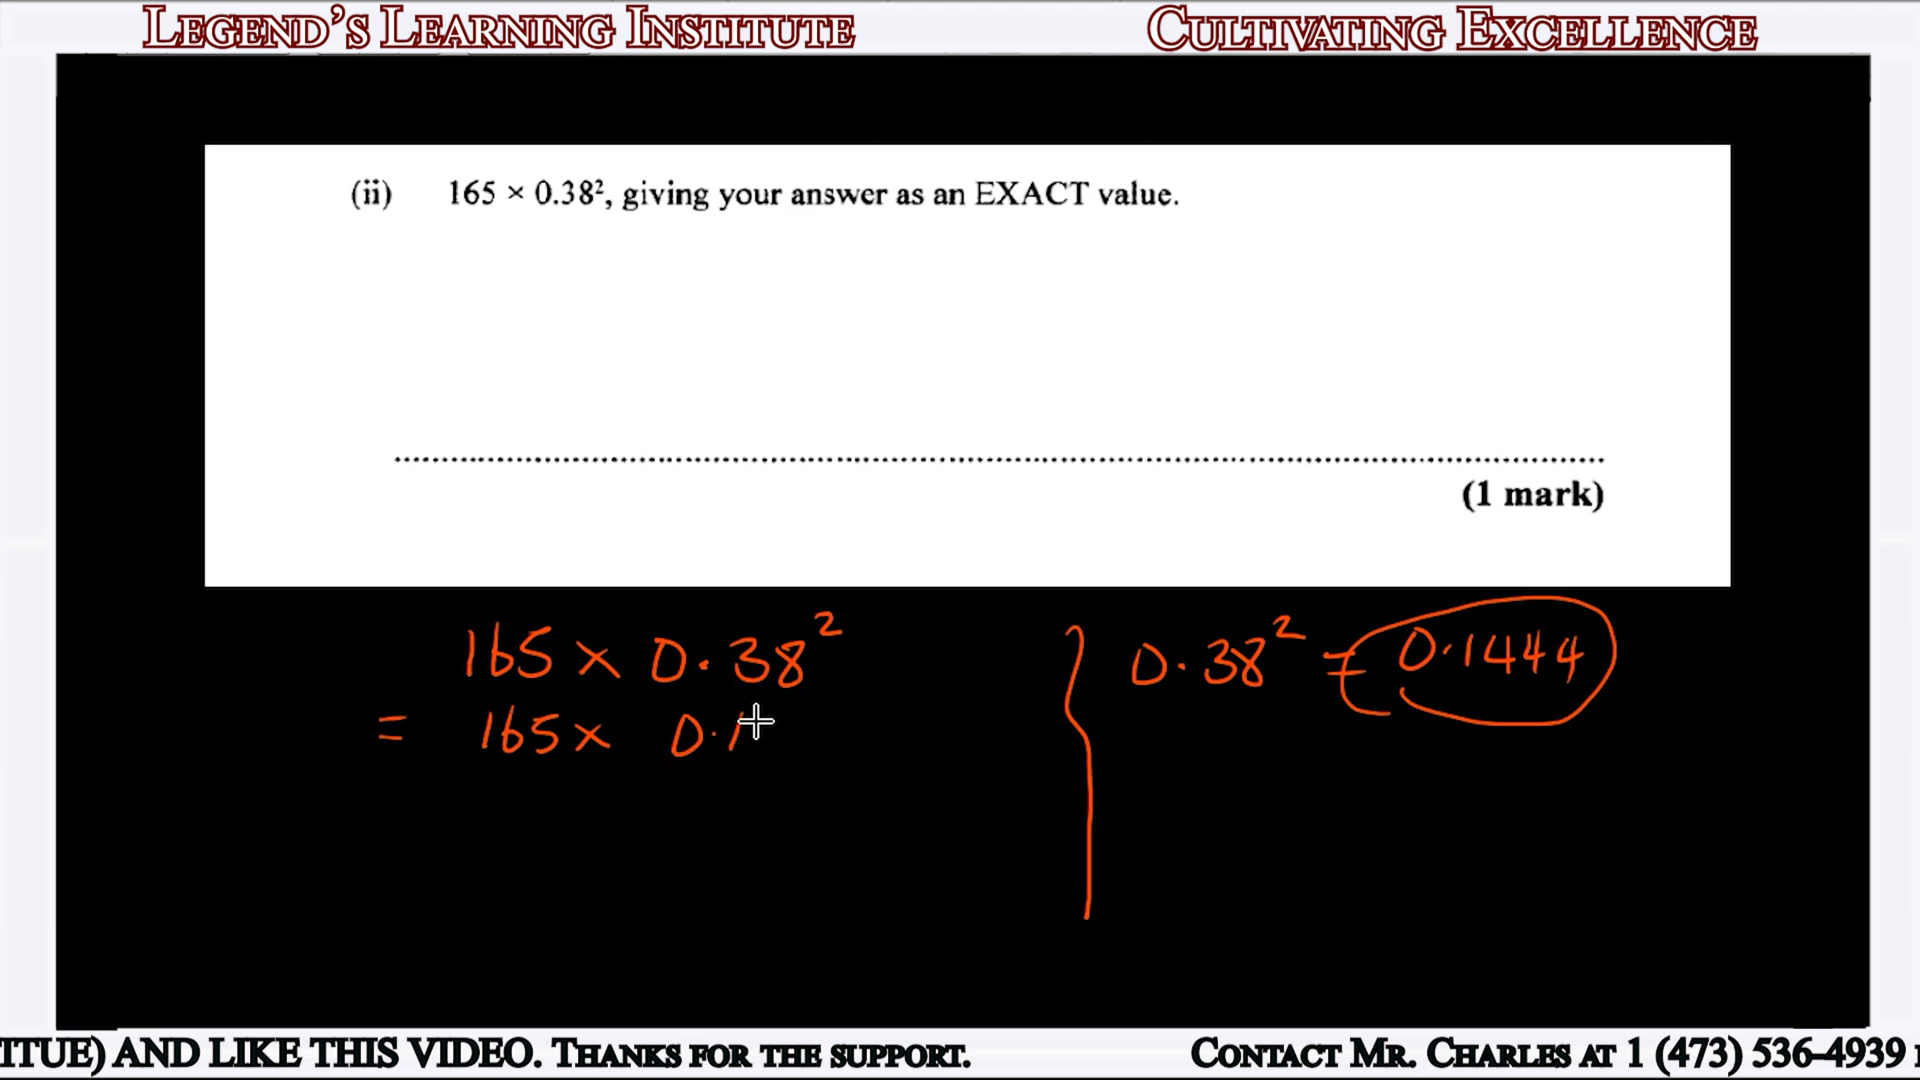 LEGEND'S LEARNING INSTITUTE CULTIVATING EXCELLENCE
(ii) 165 × 0.38², giving your answer as an EXACT value.
(1 mark)
165 × 0.38² 0.38² = 0.1444
= 165 × 0.1
ITUE) AND LIKE THIS VIDEO. THANKS FOR THE SUPPORT. CONTACT MR. CHARLES AT 1 (473) 536-4939